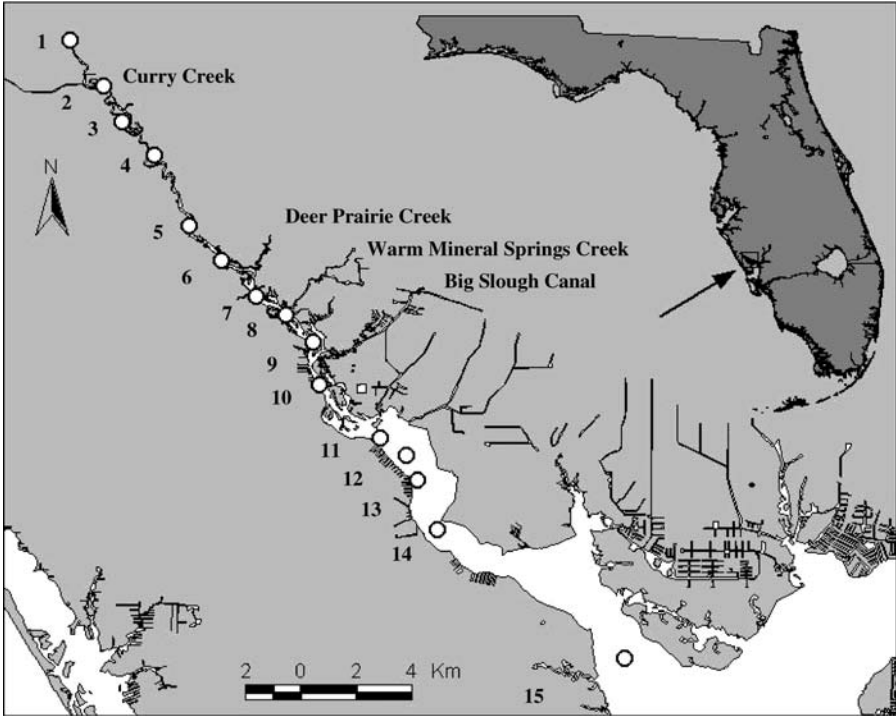 1
Curry Creek
2
3
4
N
5
Deer Prairie Creek
6
Warm Mineral Springs Creek
Big Slough Canal
7
8
9
10
11
12
13
14
2 0 2 4 Km
15